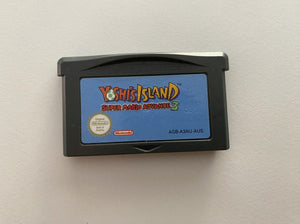 YOSHI'S ISLAND
SUPER MARIO ADVANCE 3
Nintendo
AGB-A3AU-AUS